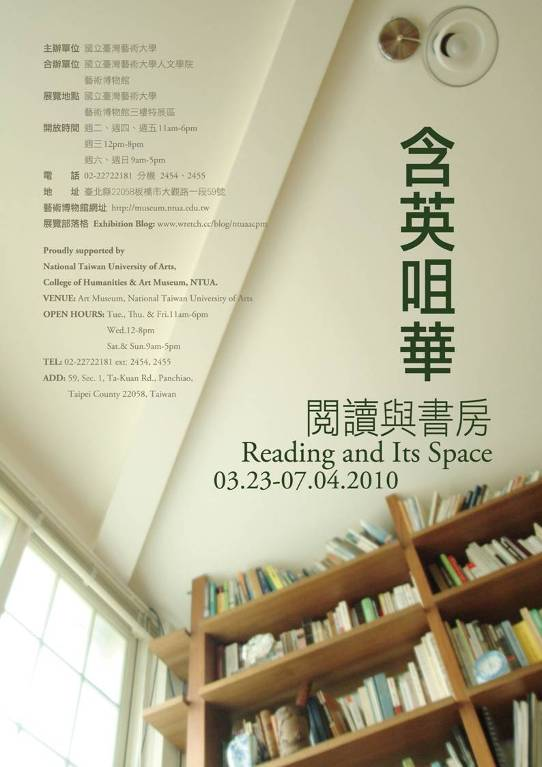 主辦單位 國立臺灣藝術大學
合辦單位 國立臺灣藝術大學人文學院
藝術博物館
展覽地點 國立臺灣藝術大學
藝術博物館三樓特展區
開放時間 週二、週四、週五 11am-6pm
週三 12pm-8pm
週六、週日 9am-5pm
電 話 02-22722181 分機 2454、2455
地 址 臺北縣22058板橋市大觀路一段59號
藝術博物館網址 http://museum.ntua.edu.tw
展覽部落格 Exhibition Blog: www.wretch.cc/blog/ntuaacpm
Proudly supported by
National Taiwan University of Arts,
College of Humanities & Art Museum, NTUA.
VENUE: Art Museum, National Taiwan University of Arts
OPEN HOURS: Tue., Thu. & Fri.11am-6pm
Wed.12-8pm
Sat.& Sun.9am-5pm
TEL: 02-22722181 ext: 2454, 2455
ADD: 59, Sec. 1, Ta-Kuan Rd., Panchiao,
Taipei County 22058, Taiwan
含英咀華
閱讀與書房
Reading and Its Space
03.23-07.04.2010